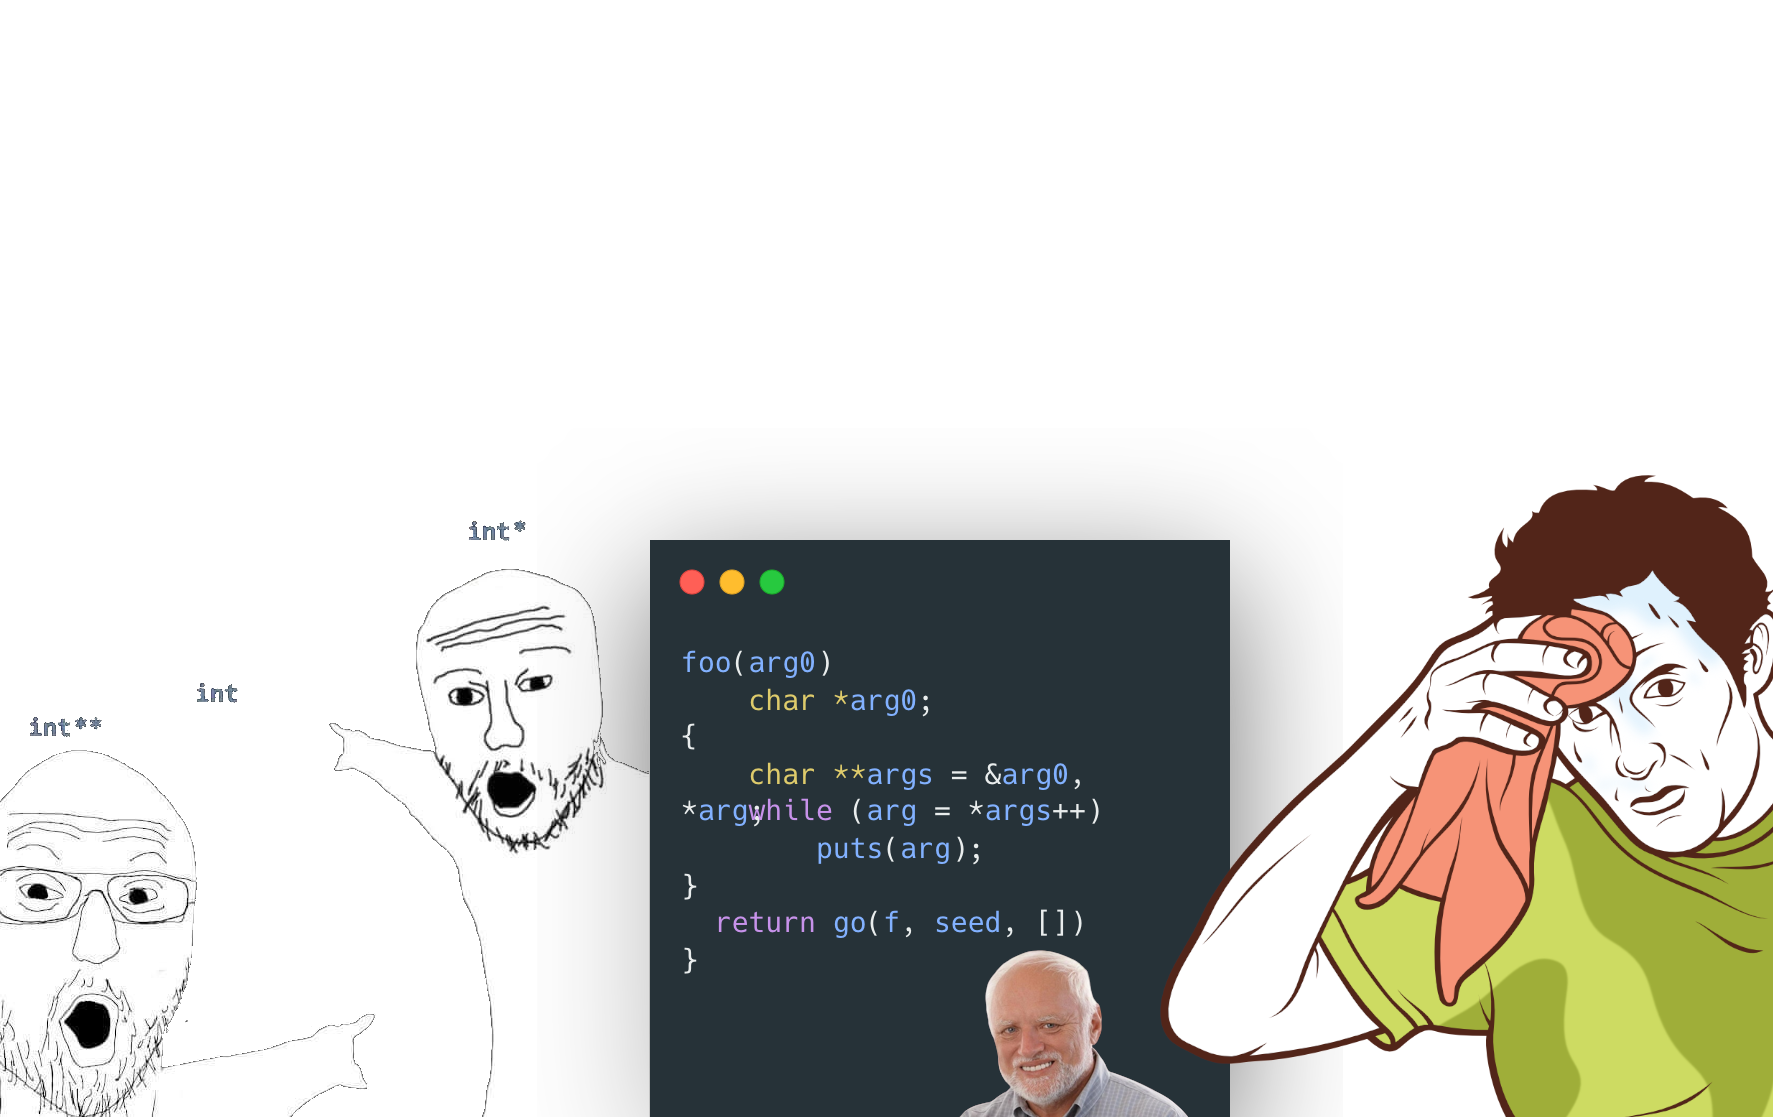 int*
int
int**
foo(arg0)
    char *arg0;
{
    char **args = &arg0,
*arg;
    while (arg = *args++)
        puts(arg);
}
  return go(f, seed, [])
}